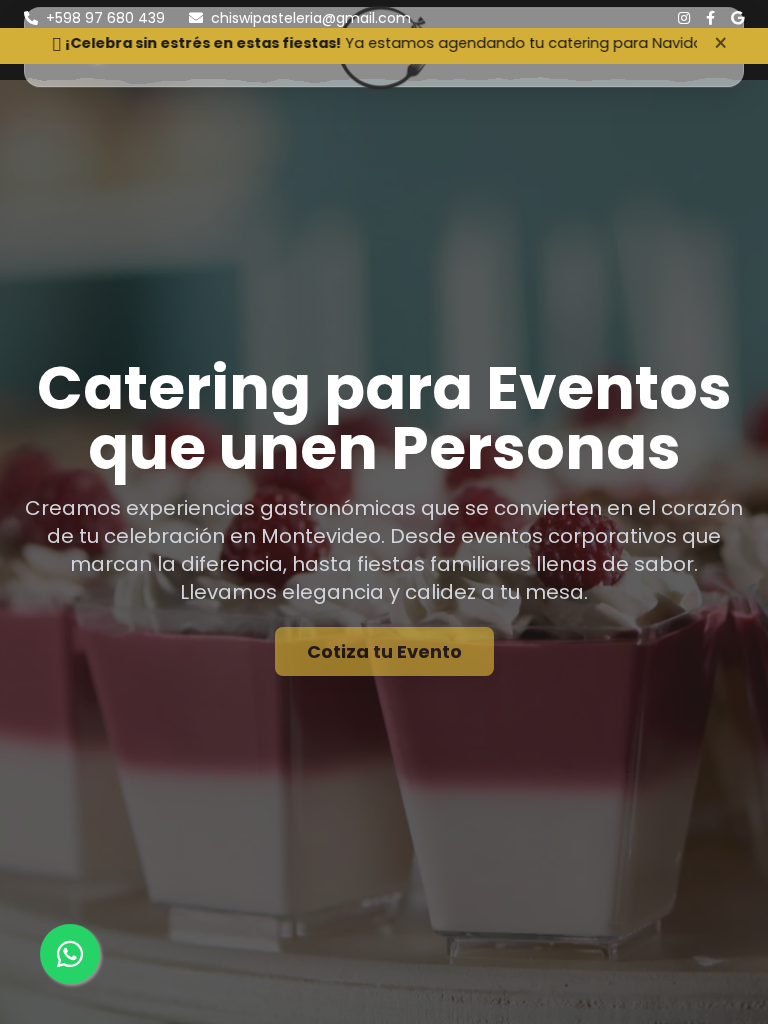 +598 97 680 439 chiswipasteleria@gmail.com
¡Celebra sin estrés en estas fiestas! Ya estamos agendando tu catering para
Catering para Eventos
que unen Personas
Creamos experiencias gastronómicas que se convierten en el corazón
de tu celebración en Montevideo. Desde eventos corporativos que
marcan la diferencia, hasta fiestas familiares llenas de sabor.
Llevamos elegancia y calidez a tu mesa.
Cotiza tu Evento